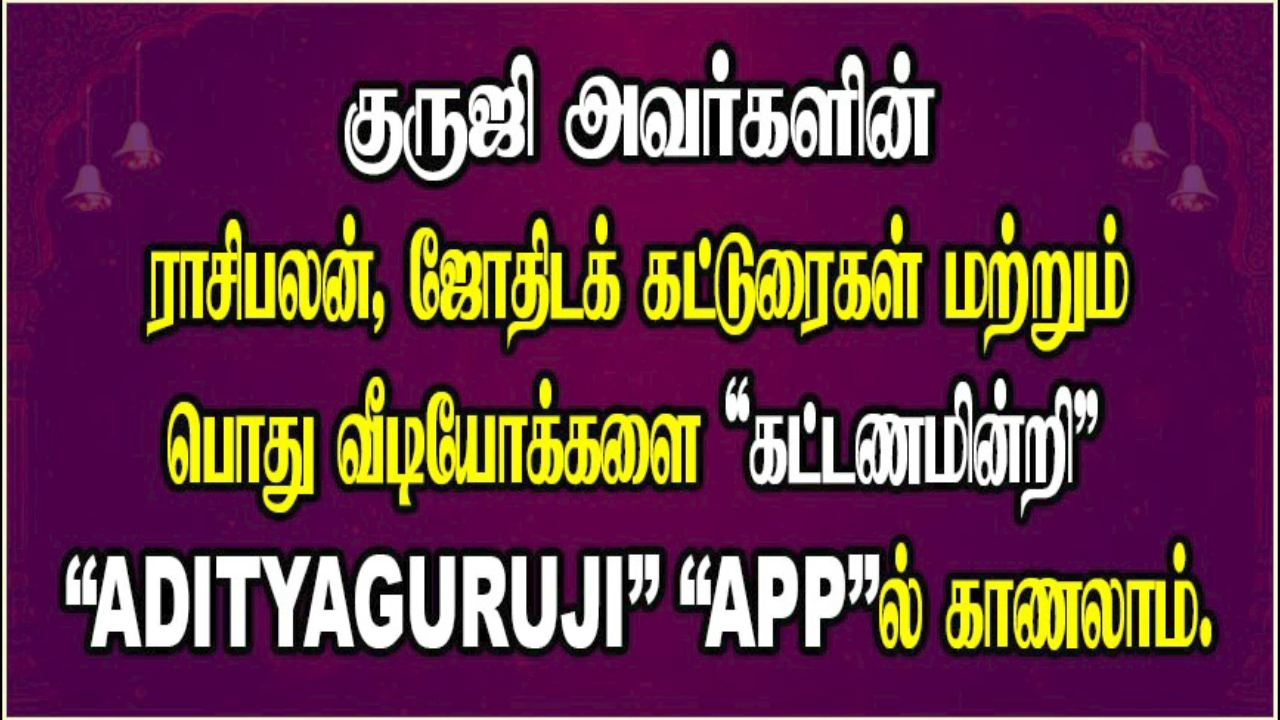 குருஜி அவர்களின்
ராசிபலன், ஜோதிடக் கட்டுரைகள் மற்றும்
பொது வீடியோக்களை “கட்டணமின்றி”
“ADITYAGURUJI” “APP”ல் காணலாம்.